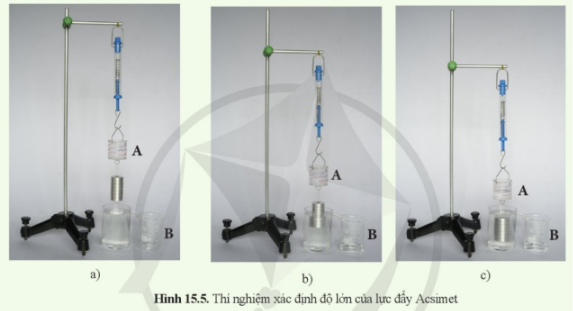 A
B
a)
A
B
b)
A
B
c)
Hình 15.5. Thí nghiệm xác định độ lớn của lực đẩy Acsimet